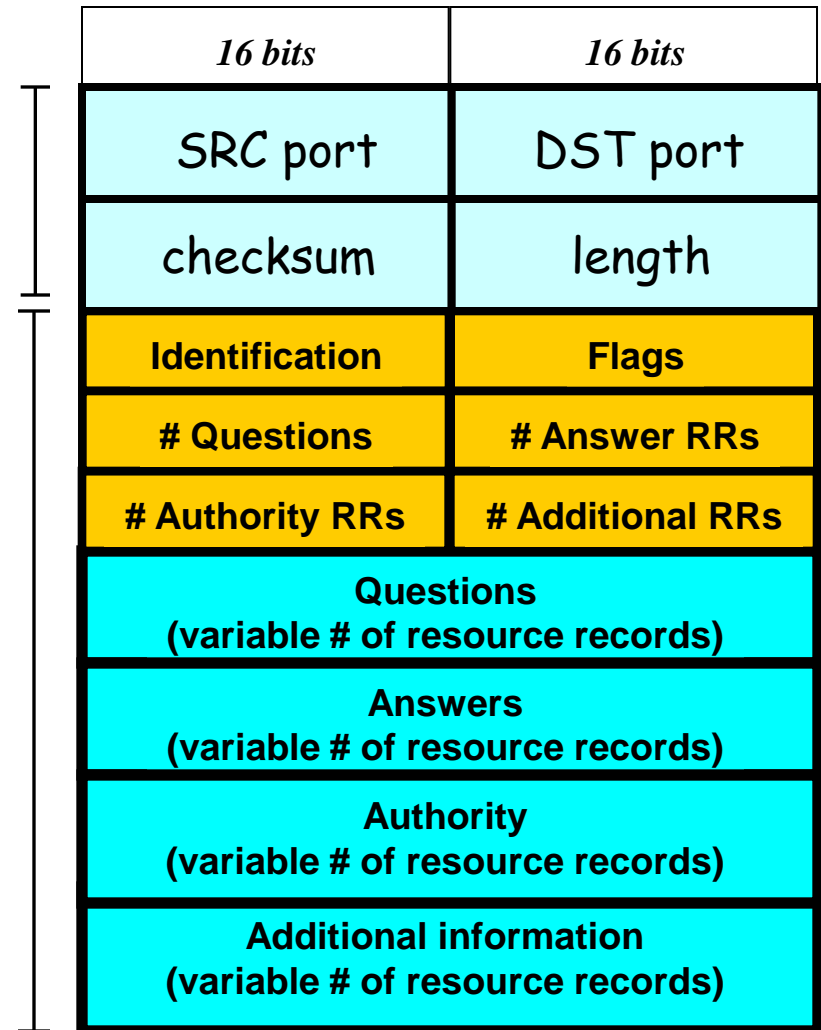 16 bits 16 bits
SRC port DST port
checksum length
Identification Flags
# Questions # Answer RRs
# Authority RRs # Additional RRs
Questions
(variable # of resource records)
Answers
(variable # of resource records)
Authority
(variable # of resource records)
Additional information
(variable # of resource records)